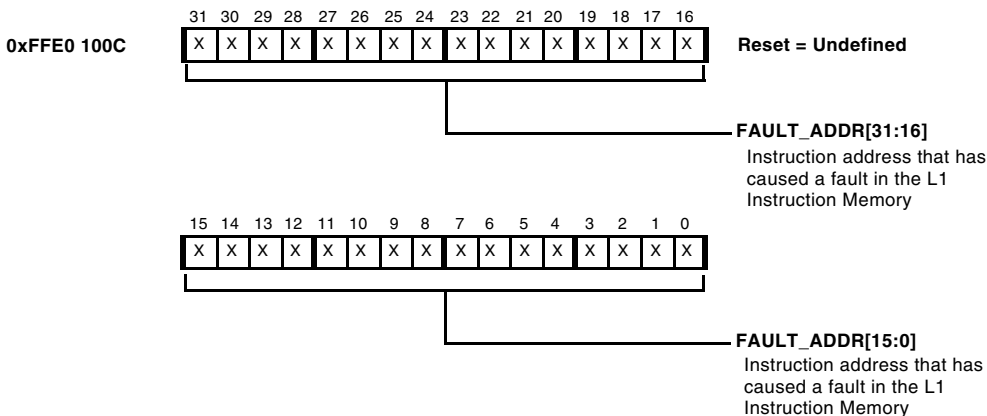 31 30 29 28 27 26 25 24 23 22 21 20 19 18 17 16
0xFFE0 100C X X X X X X X X X X X X X X X X Reset = Undefined
FAULT_ADDR[31:16]
Instruction address that has
caused a fault in the L1
Instruction Memory
15 14 13 12 11 10 9 8 7 6 5 4 3 2 1 0
X X X X X X X X X X X X X X X X
FAULT_ADDR[15:0]
Instruction address that has
caused a fault in the L1
Instruction Memory